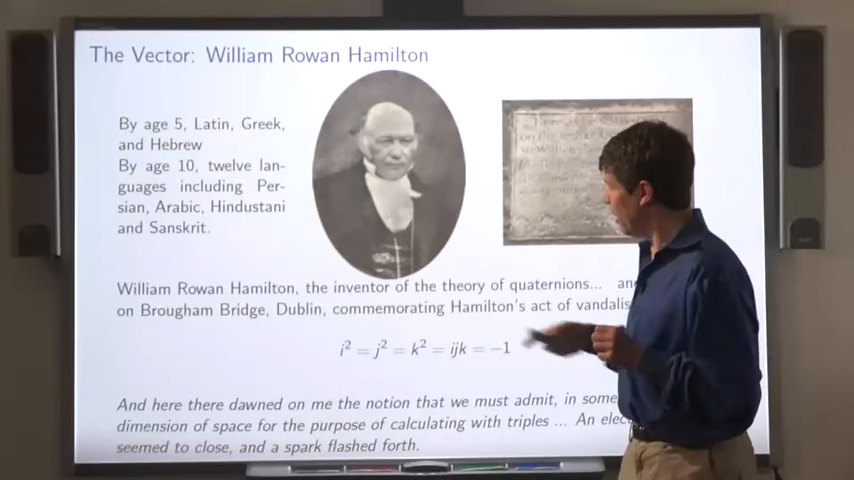 The Vector: William Rowan Hamilton
By age 5, Latin, Greek,
and Hebrew
By age 10, twelve lan-
guages including Per-
sian, Arabic, Hindustani
and Sanskrit.
William Rowan Hamilton, the inventor of the theory of quaternions... 
on Brougham Bridge, Dublin, commemorating Hamilton's act of
i² = j² = k² = ijk = −1
And here there dawned on me the notion that we must admit, in some
dimension of space for the purpose of calculating with triples ... An
seemed to close, and a spark flashed forth.